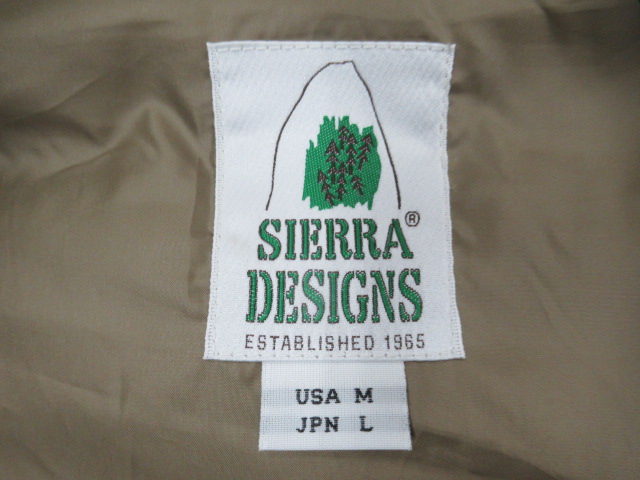 SIERRA®
DESIGNS
ESTABLISHED 1965
USA M
JPN L